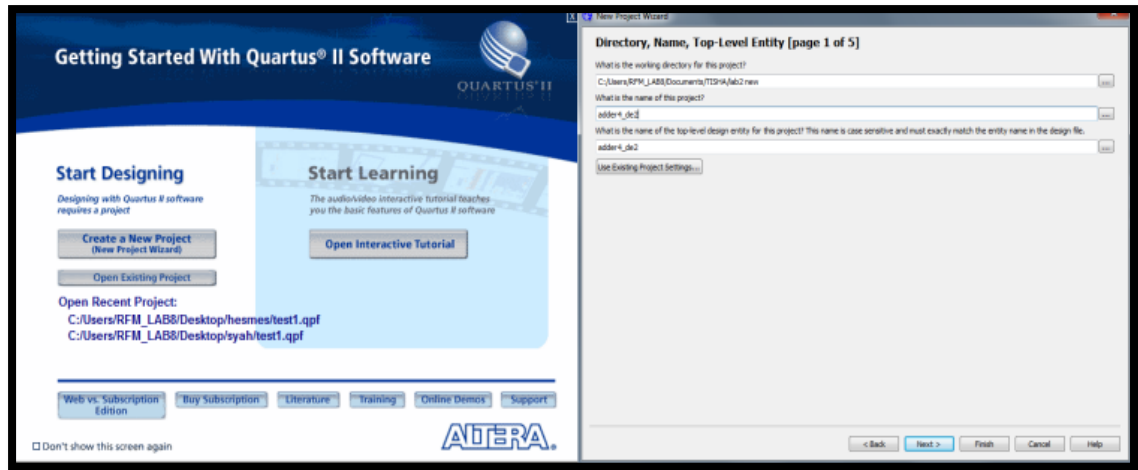 X
Getting Started With Quartus® II Software
QUARTUS® II
Start Designing
Designing with Quartus II software
requires a project
Create a New Project
(New Project Wizard)
Open Existing Project
Open Recent Project:
C:/Users/RFM_LAB8/Desktop/hesmes/test1.qpf
C:/Users/RFM_LAB8/Desktop/syah/test1.qpf
Start Learning
The audio/video interactive tutorial teaches
you the basic features of Quartus II software
Open Interactive Tutorial
Web vs. Subscription
Edition
Buy Subscription
Literature
Training
Online Demos
Support
Don't show this screen again
ALTERA.
New Project Wizard
Directory, Name, Top-Level Entity [page 1 of 5]
What is the working directory for this project?
C:/Users/RFM_LAB8/Documents/TISHA/lab2 new
...
What is the name of this project?
adder4_de2
...
What is the name of the top-level design entity for this project? This name is case sensitive and must exactly match the entity name in the design file.
adder4_de2
...
Use Existing Project Settings...
< Back
Next >
Finish
Cancel
Help